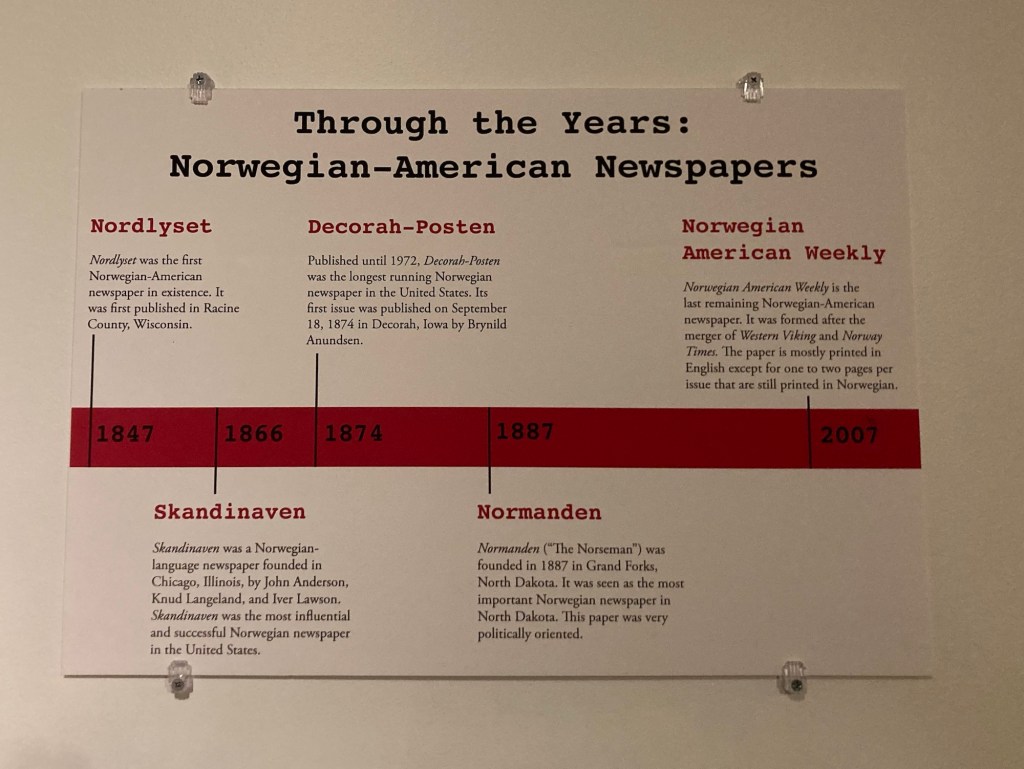 Through the Years:
Norwegian-American Newspapers
Nordlyset
Nordlyset was the first
Norwegian-American
newspaper in existence. It
was first published in Racine
County, Wisconsin.
Decorah-Posten
Published until 1972, Decorah-Posten
was the longest running Norwegian
newspaper in the United States. Its
first issue was published on September
18, 1874 in Decorah, Iowa by Brynild
Anundsen.
Norwegian
American Weekly
Norwegian American Weekly is the
last remaining Norwegian-American
newspaper. It was formed after the
merger of Western Viking and Norway
Times. The paper is mostly printed in
English except for one to two pages per
issue that are still printed in Norwegian.
1847
1866
1874
1887
2007
Skandinaven
Skandinaven was a Norwegian-
language newspaper founded in
Chicago, Illinois, by John Anderson,
Knud Langeland, and Iver Lawson.
Skandinaven was the most influential
and successful Norwegian newspaper
in the United States.
Normanden
Normanden (“The Norseman”) was
founded in 1887 in Grand Forks,
North Dakota. It was seen as the most
important Norwegian newspaper in
North Dakota. This paper was very
politically oriented.